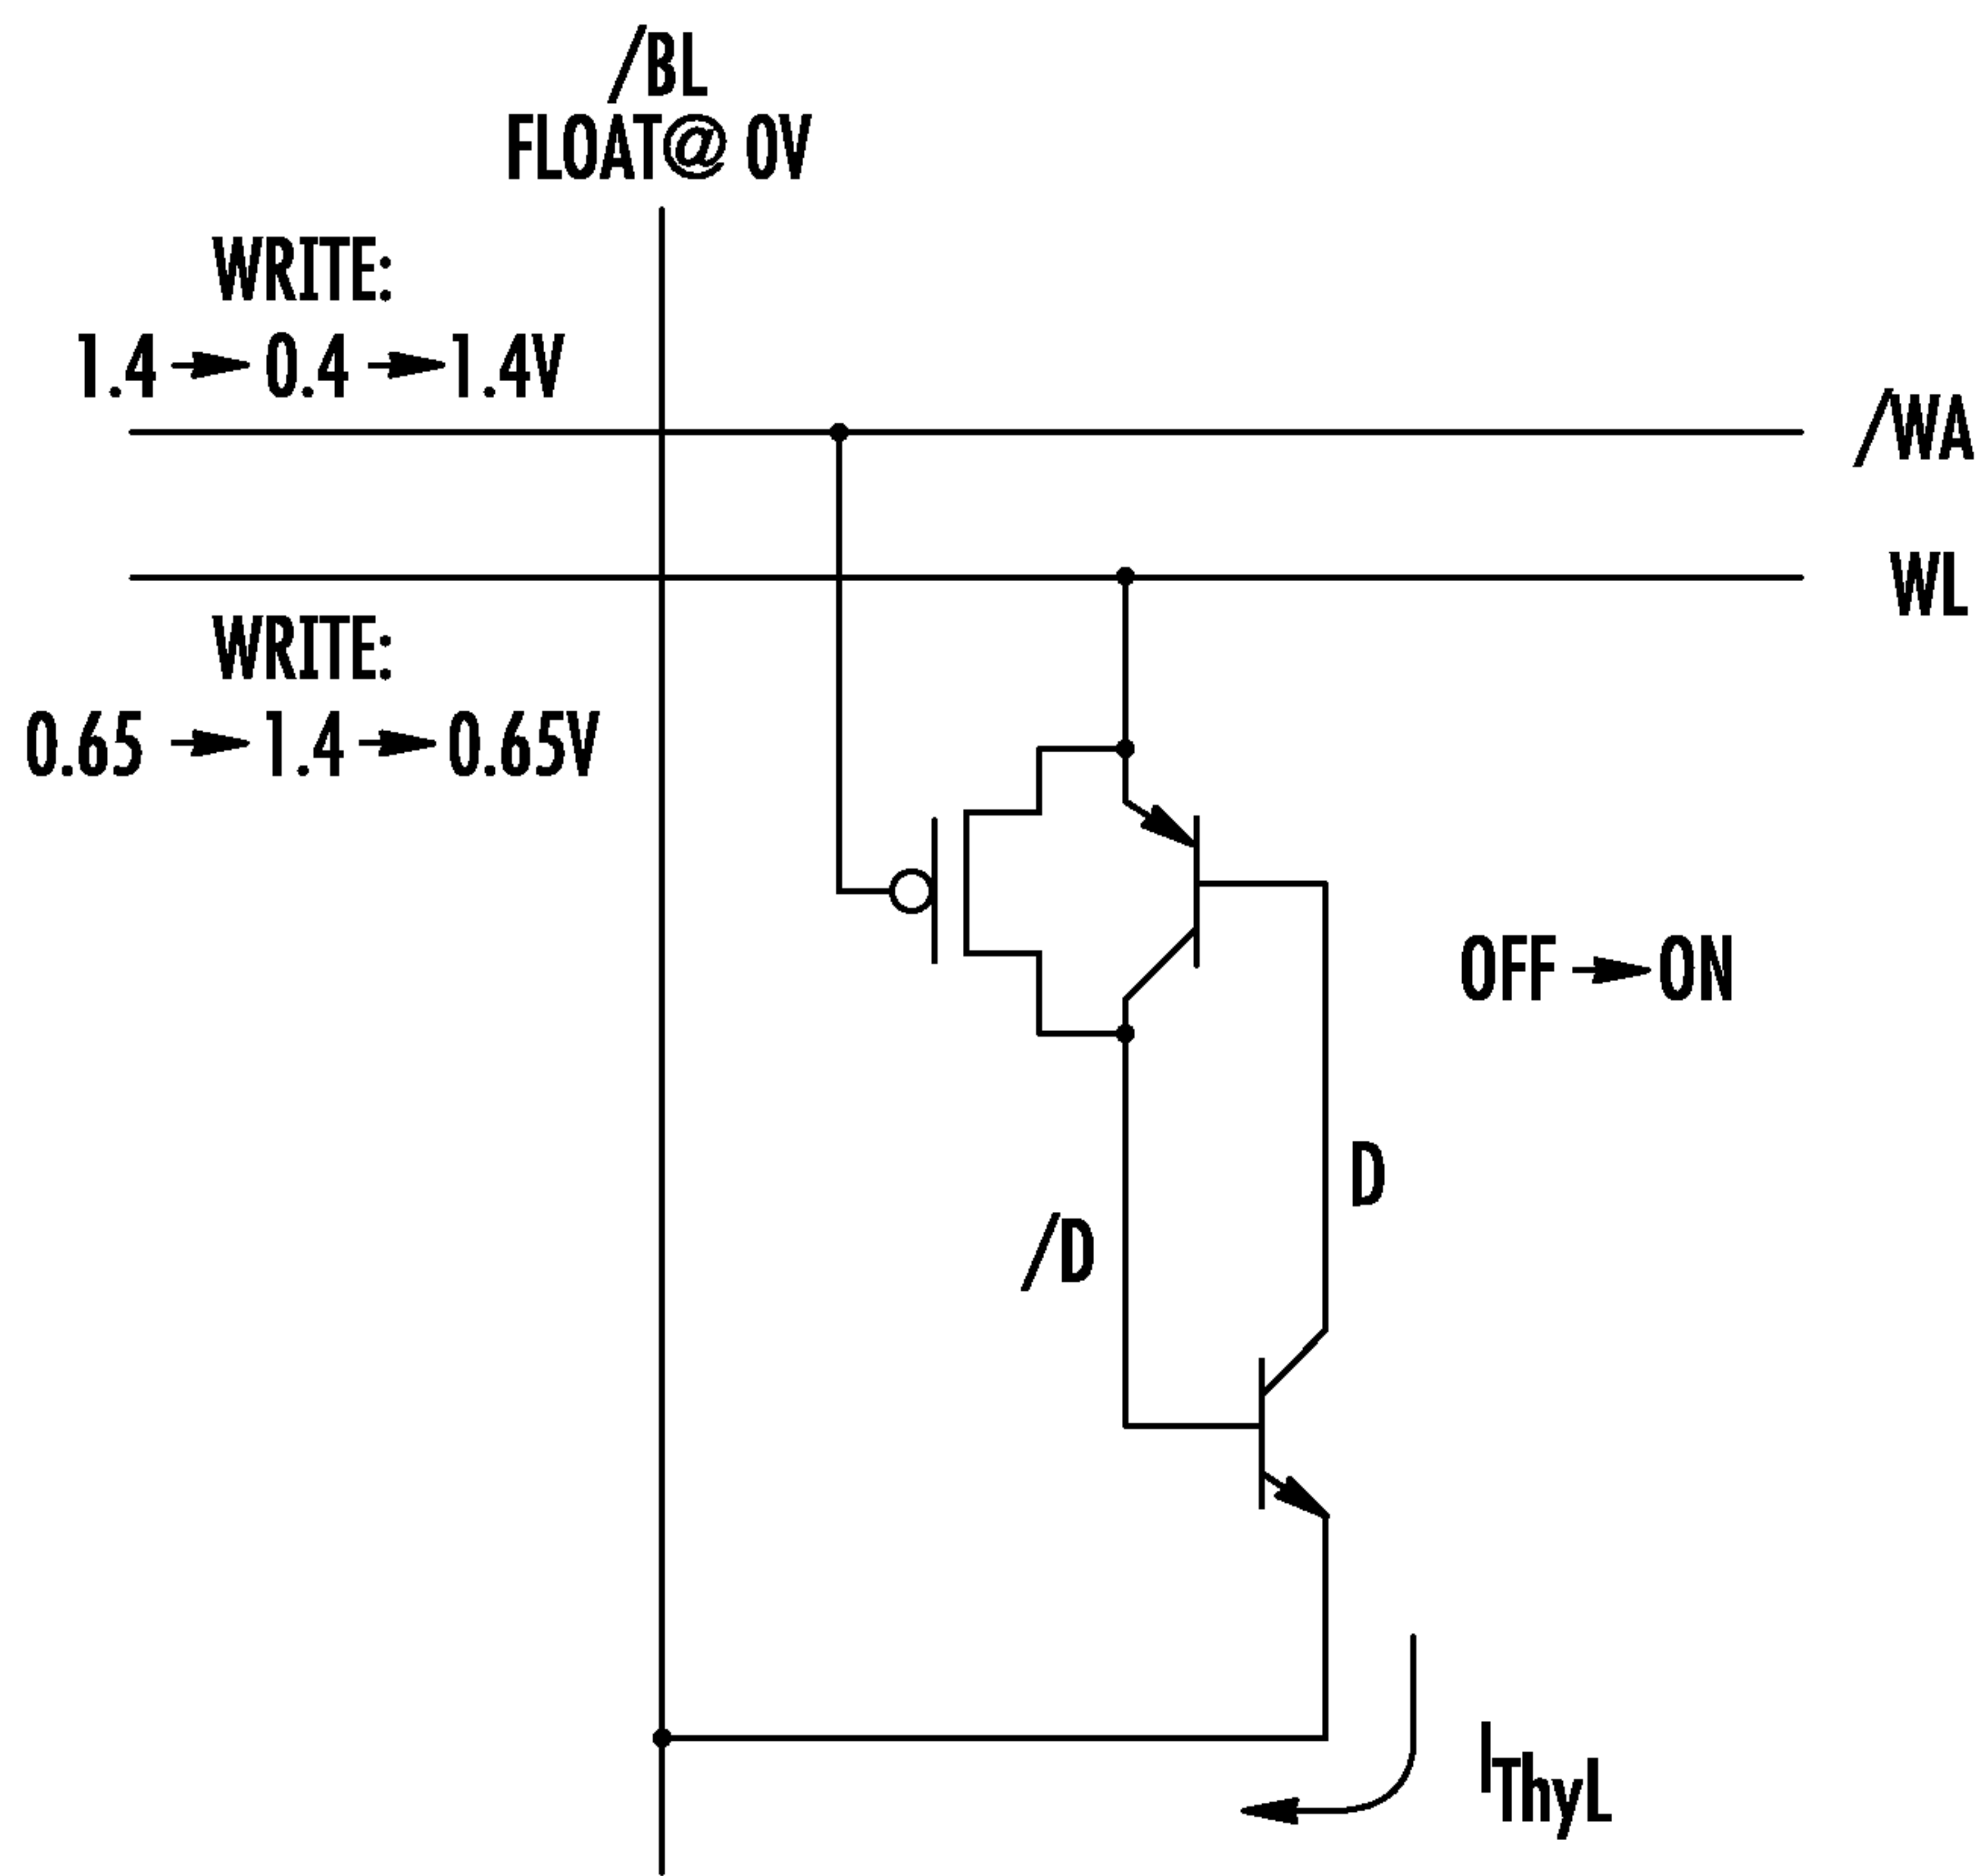 /BL
FLOAT@ 0V
WRITE:
1.4 → 0.4 → 1.4V
/WA
WL
WRITE:
0.65 → 1.4 → 0.65V
OFF → ON
D
/D
IThyL